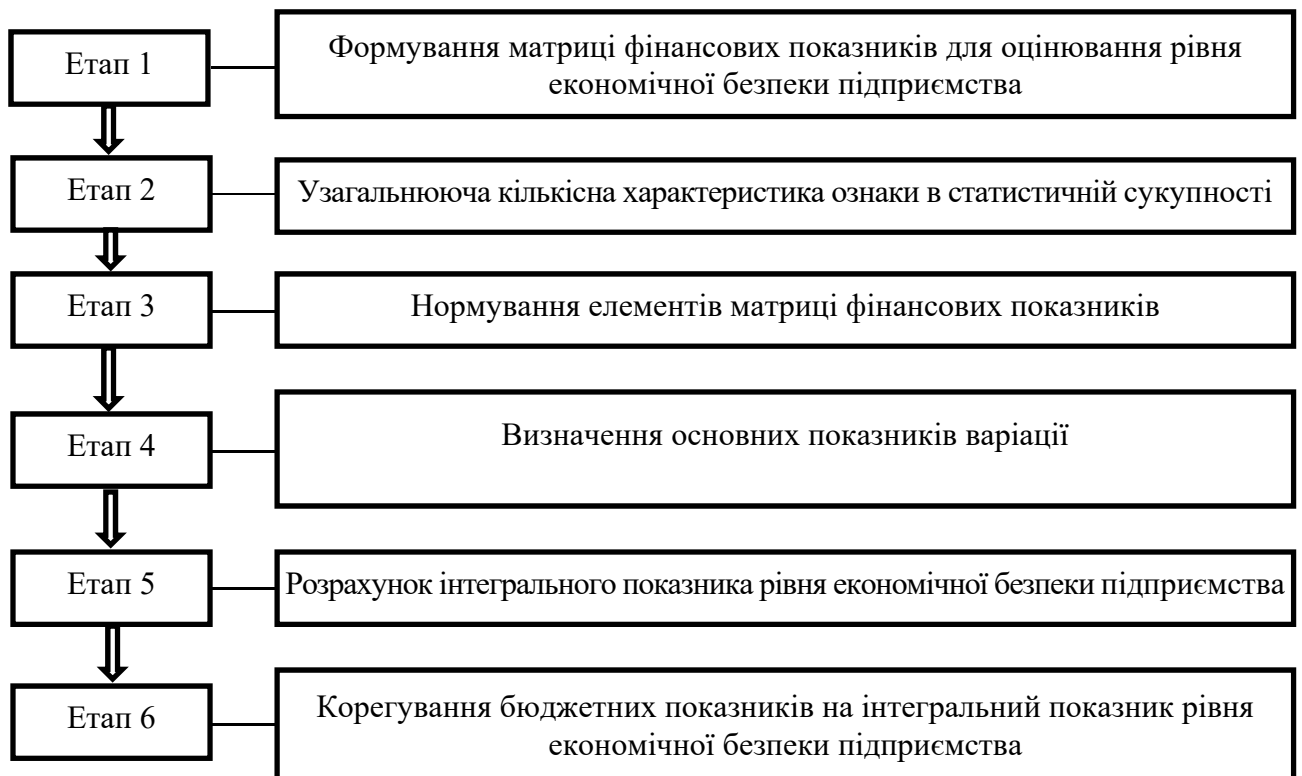 Етап 1
Формування матриці фінансових показників для оцінювання рівня
економічної безпеки підприємства
Етап 2
Узагальнююча кількісна характеристика ознаки в статистичній сукупності
Етап 3
Нормування елементів матриці фінансових показників
Етап 4
Визначення основних показників варіації
Етап 5
Розрахунок інтегрального показника рівня економічної безпеки підприємства
Етап 6
Корегування бюджетних показників на інтегральний показник рівня
економічної безпеки підприємства